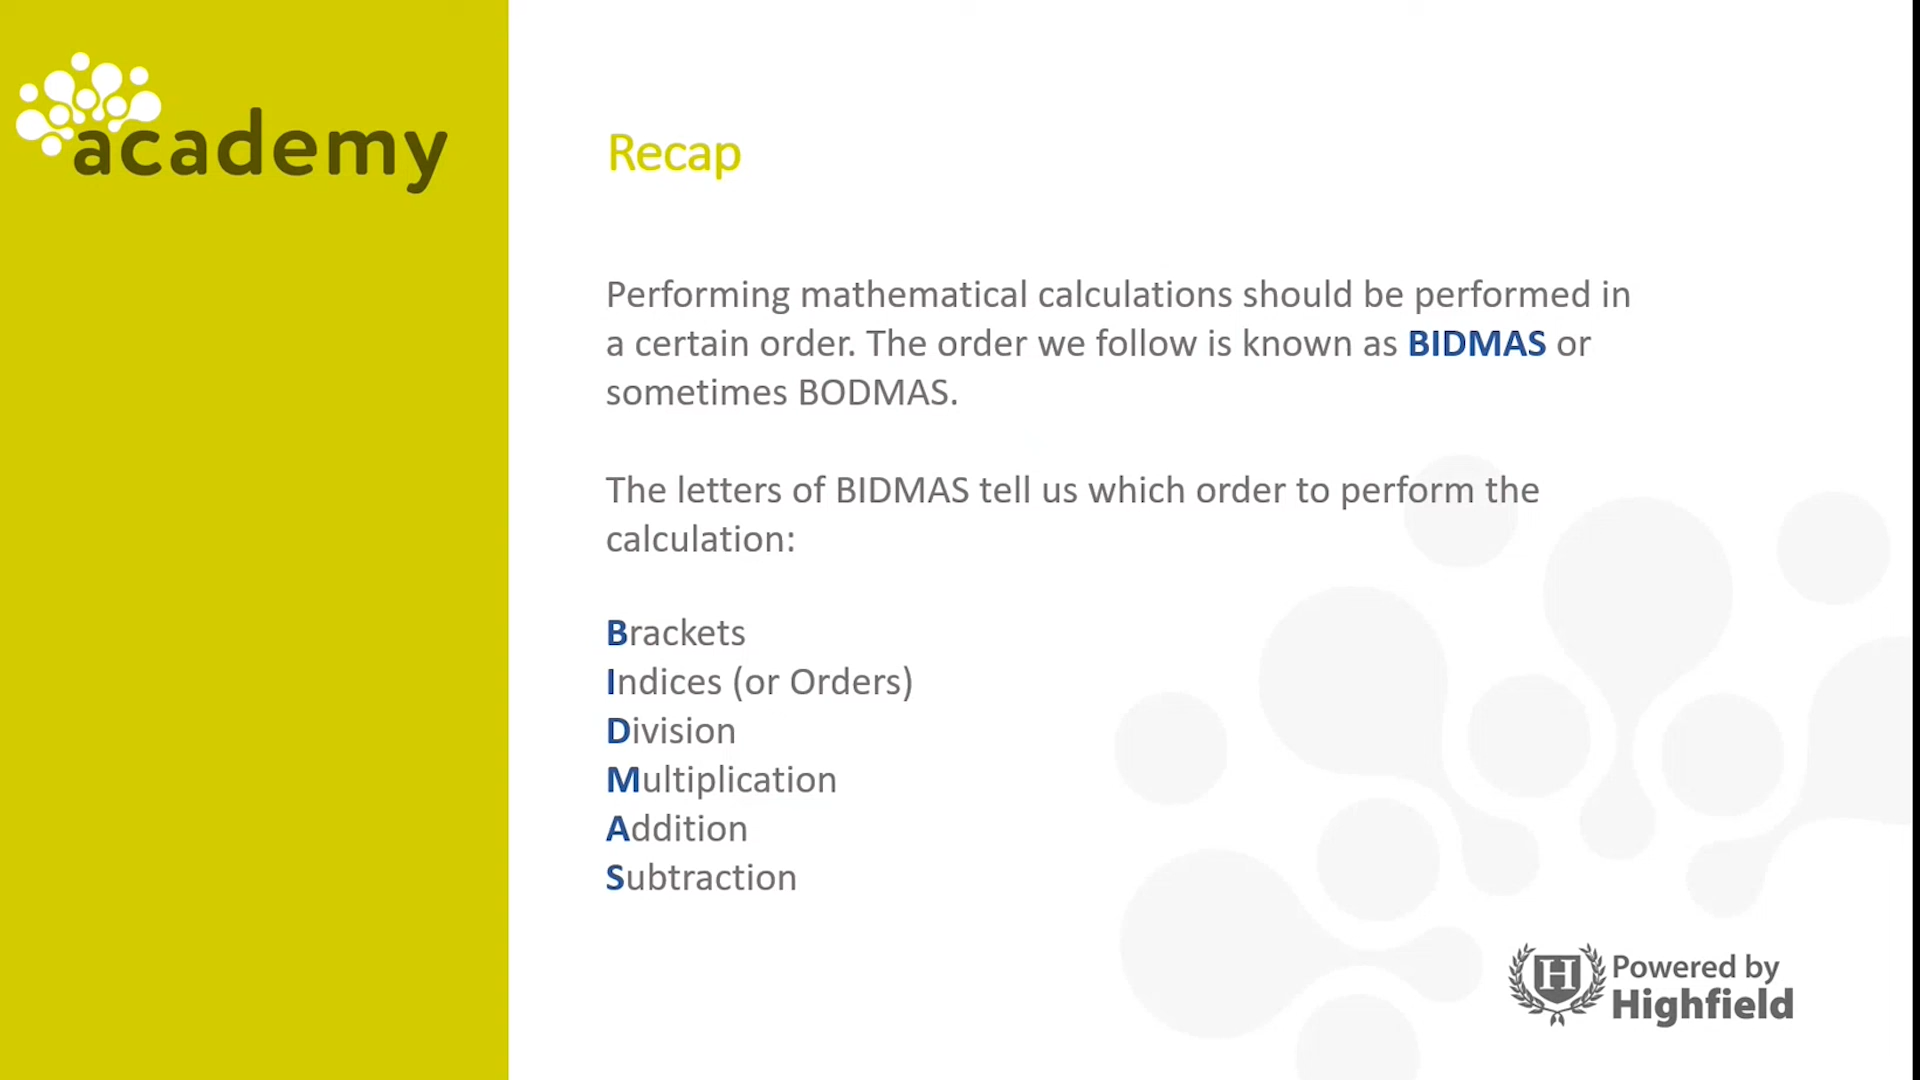 academy
Recap
Performing mathematical calculations should be performed in
a certain order. The order we follow is known as BIDMAS or
sometimes BODMAS.
The letters of BIDMAS tell us which order to perform the
calculation:
Brackets
Indices (or Orders)
Division
Multiplication
Addition
Subtraction
H
Powered by
Highfield